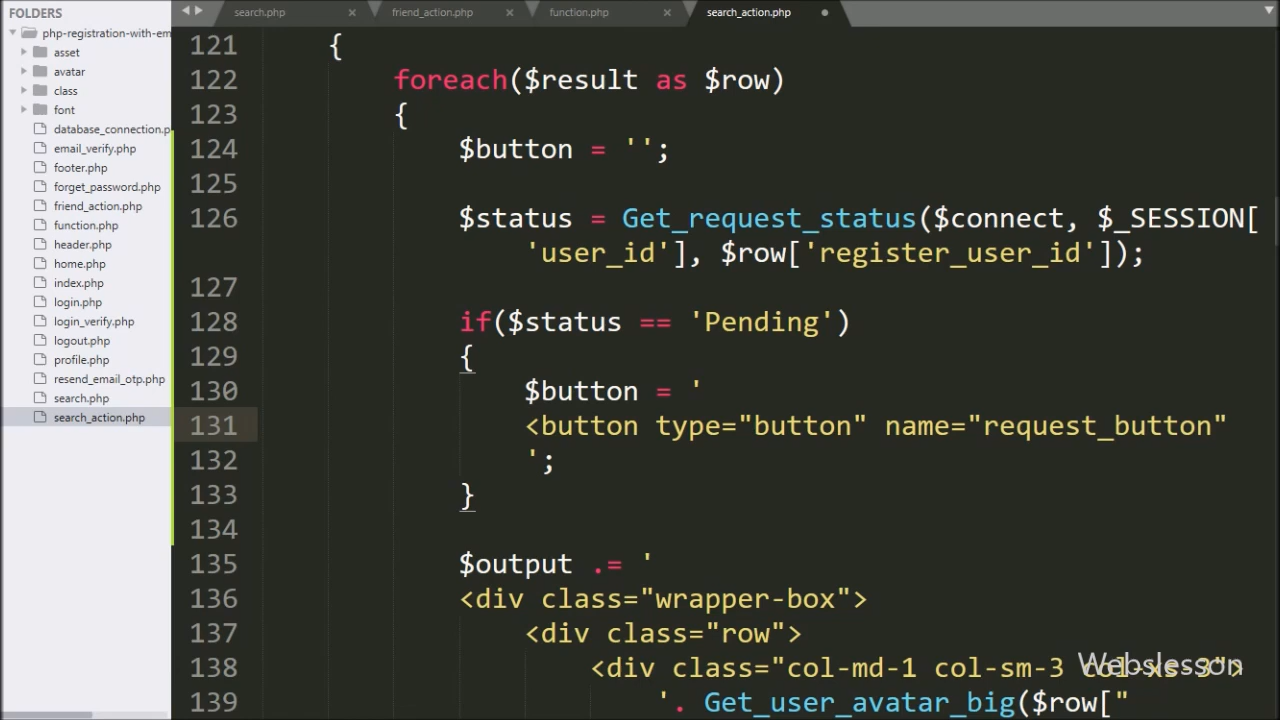 FOLDERS
php-registration-with-em
asset
avatar
class
font
database_connection.p
email_verify.php
footer.php
forget_password.php
friend_action.php
function.php
header.php
home.php
index.php
login.php
login_verify.php
logout.php
profile.php
resend_email_otp.php
search.php
search_action.php
search.php × friend_action.php × function.php × search_action.php
121 {
122 foreach($result as $row)
123 {
124 $button = '';
125
126 $status = Get_request_status($connect, $_SESSION[
'user_id'], $row['register_user_id']);
127
128 if($status == 'Pending')
129 {
130 $button = '
131 <button type="button" name="request_button"
132 ';
133 }
134
135 $output .= '
136 <div class="wrapper-box">
137 <div class="row">
138 <div class="col-md-1 col-sm-3 col-xs-3">
139 '. Get_user_avatar_big($row["
Webslesson